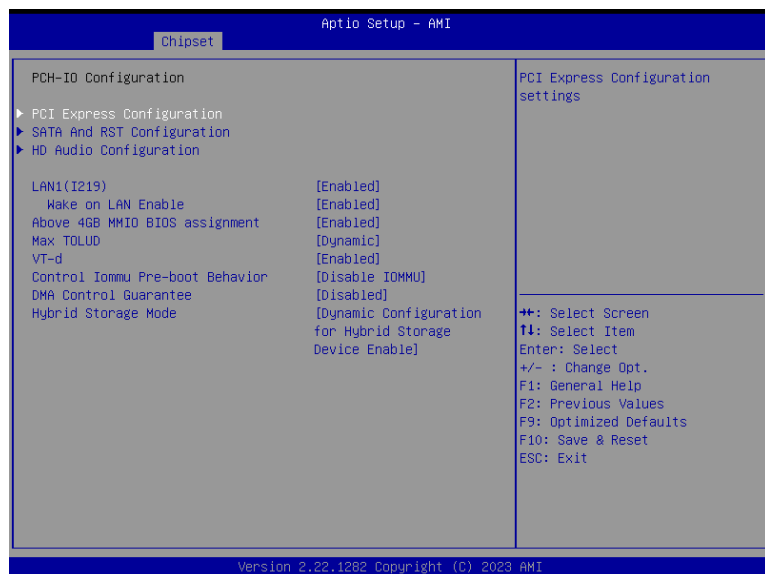 Aptio Setup - AMI
Chipset
PCH-IO Configuration
PCI Express Configuration
SATA And RST Configuration
HD Audio Configuration
LAN1(I219) [Enabled]
Wake on LAN Enable [Enabled]
Above 4GB MMIO BIOS assignment [Enabled]
Max TOLUD [Dynamic]
VT-d [Enabled]
Control Iommu Pre-boot Behavior [Disable IOMMU]
DMA Control Guarantee [Disabled]
Hybrid Storage Mode [Dynamic Configuration
for Hybrid Storage
Device Enable]
PCI Express Configuration
settings
→←: Select Screen
↑↓: Select Item
Enter: Select
+/- : Change Opt.
F1: General Help
F2: Previous Values
F9: Optimized Defaults
F10: Save & Reset
ESC: Exit
Version 2.22.1282 Copyright (C) 2023 AMI